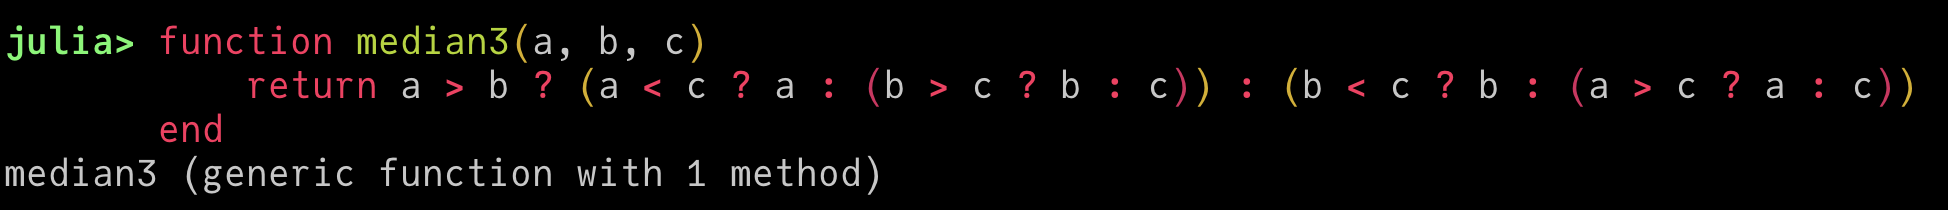 julia> function median3(a, b, c)
           return a > b ? (a < c ? a : (b > c ? b : c)) : (b < c ? b : (a > c ? a : c))
       end
median3 (generic function with 1 method)